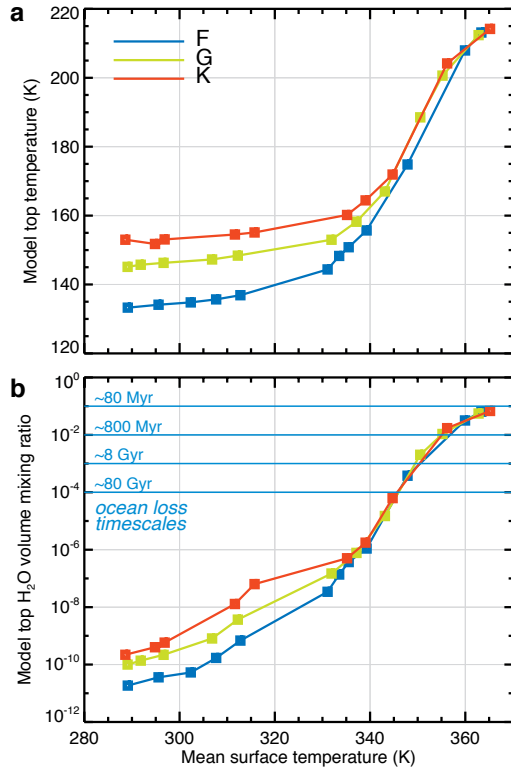 a
F
G
K
Model top temperature (K)
220
200
180
160
140
120
b
Model top H₂O volume mixing ratio
10⁰
10⁻²
10⁻⁴
10⁻⁶
10⁻⁸
10⁻¹⁰
10⁻¹²
~80 Myr
~800 Myr
~8 Gyr
~80 Gyr
ocean loss
timescales
280 300 320 340 360
Mean surface temperature (K)